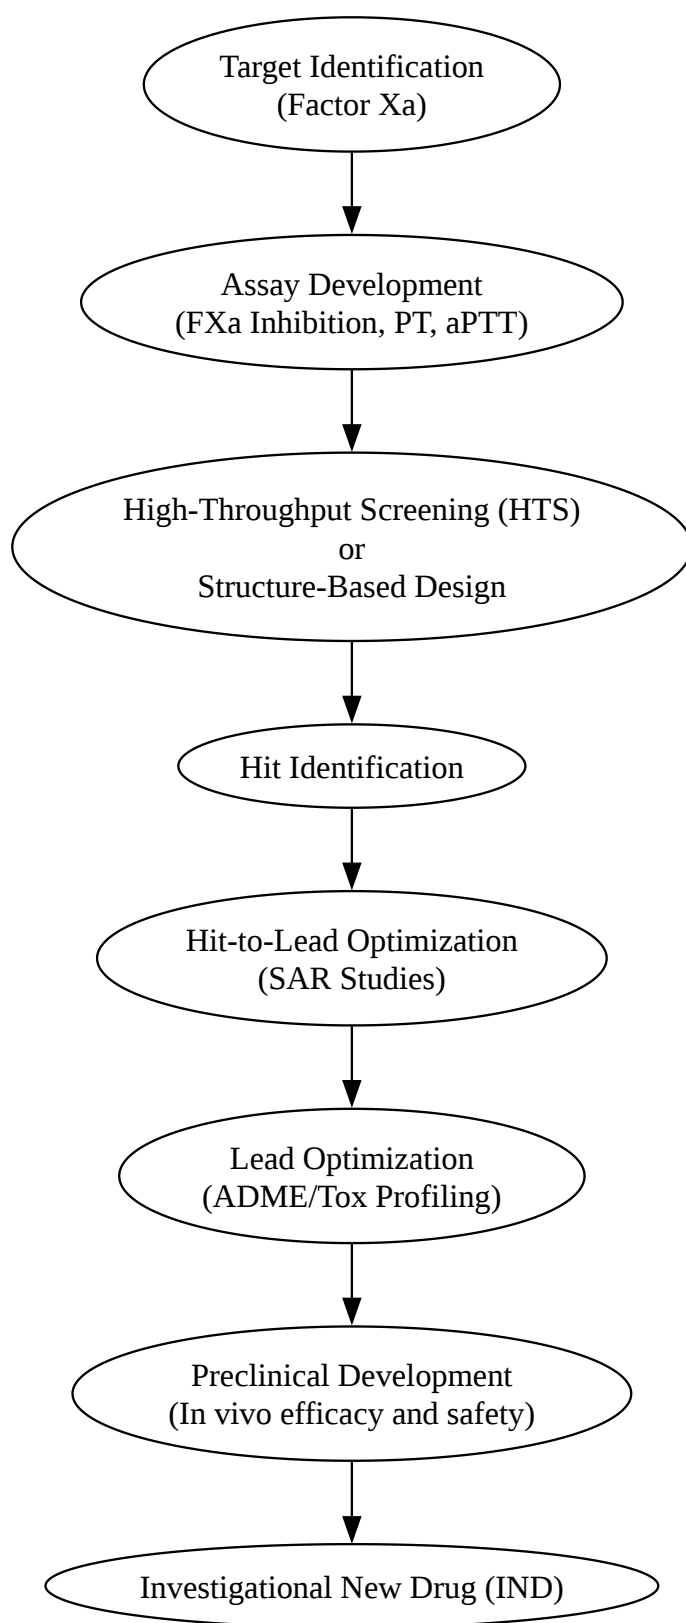 Target Identification
(Factor Xa)
Assay Development
(FXa Inhibition, PT, aPTT)
High-Throughput Screening (HTS)
or
Structure-Based Design
Hit Identification
Hit-to-Lead Optimization
(SAR Studies)
Lead Optimization
(ADME/Tox Profiling)
Preclinical Development
(In vivo efficacy and safety)
Investigational New Drug (IND)